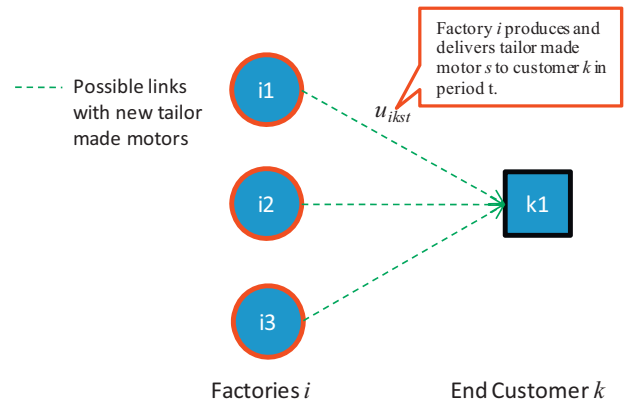 Factory i produces and
delivers tailor made
motor s to customer k in
period t.
Possible links
with new tailor
made motors
i1
u_ikst
i2
k1
i3
Factories i
End Customer k